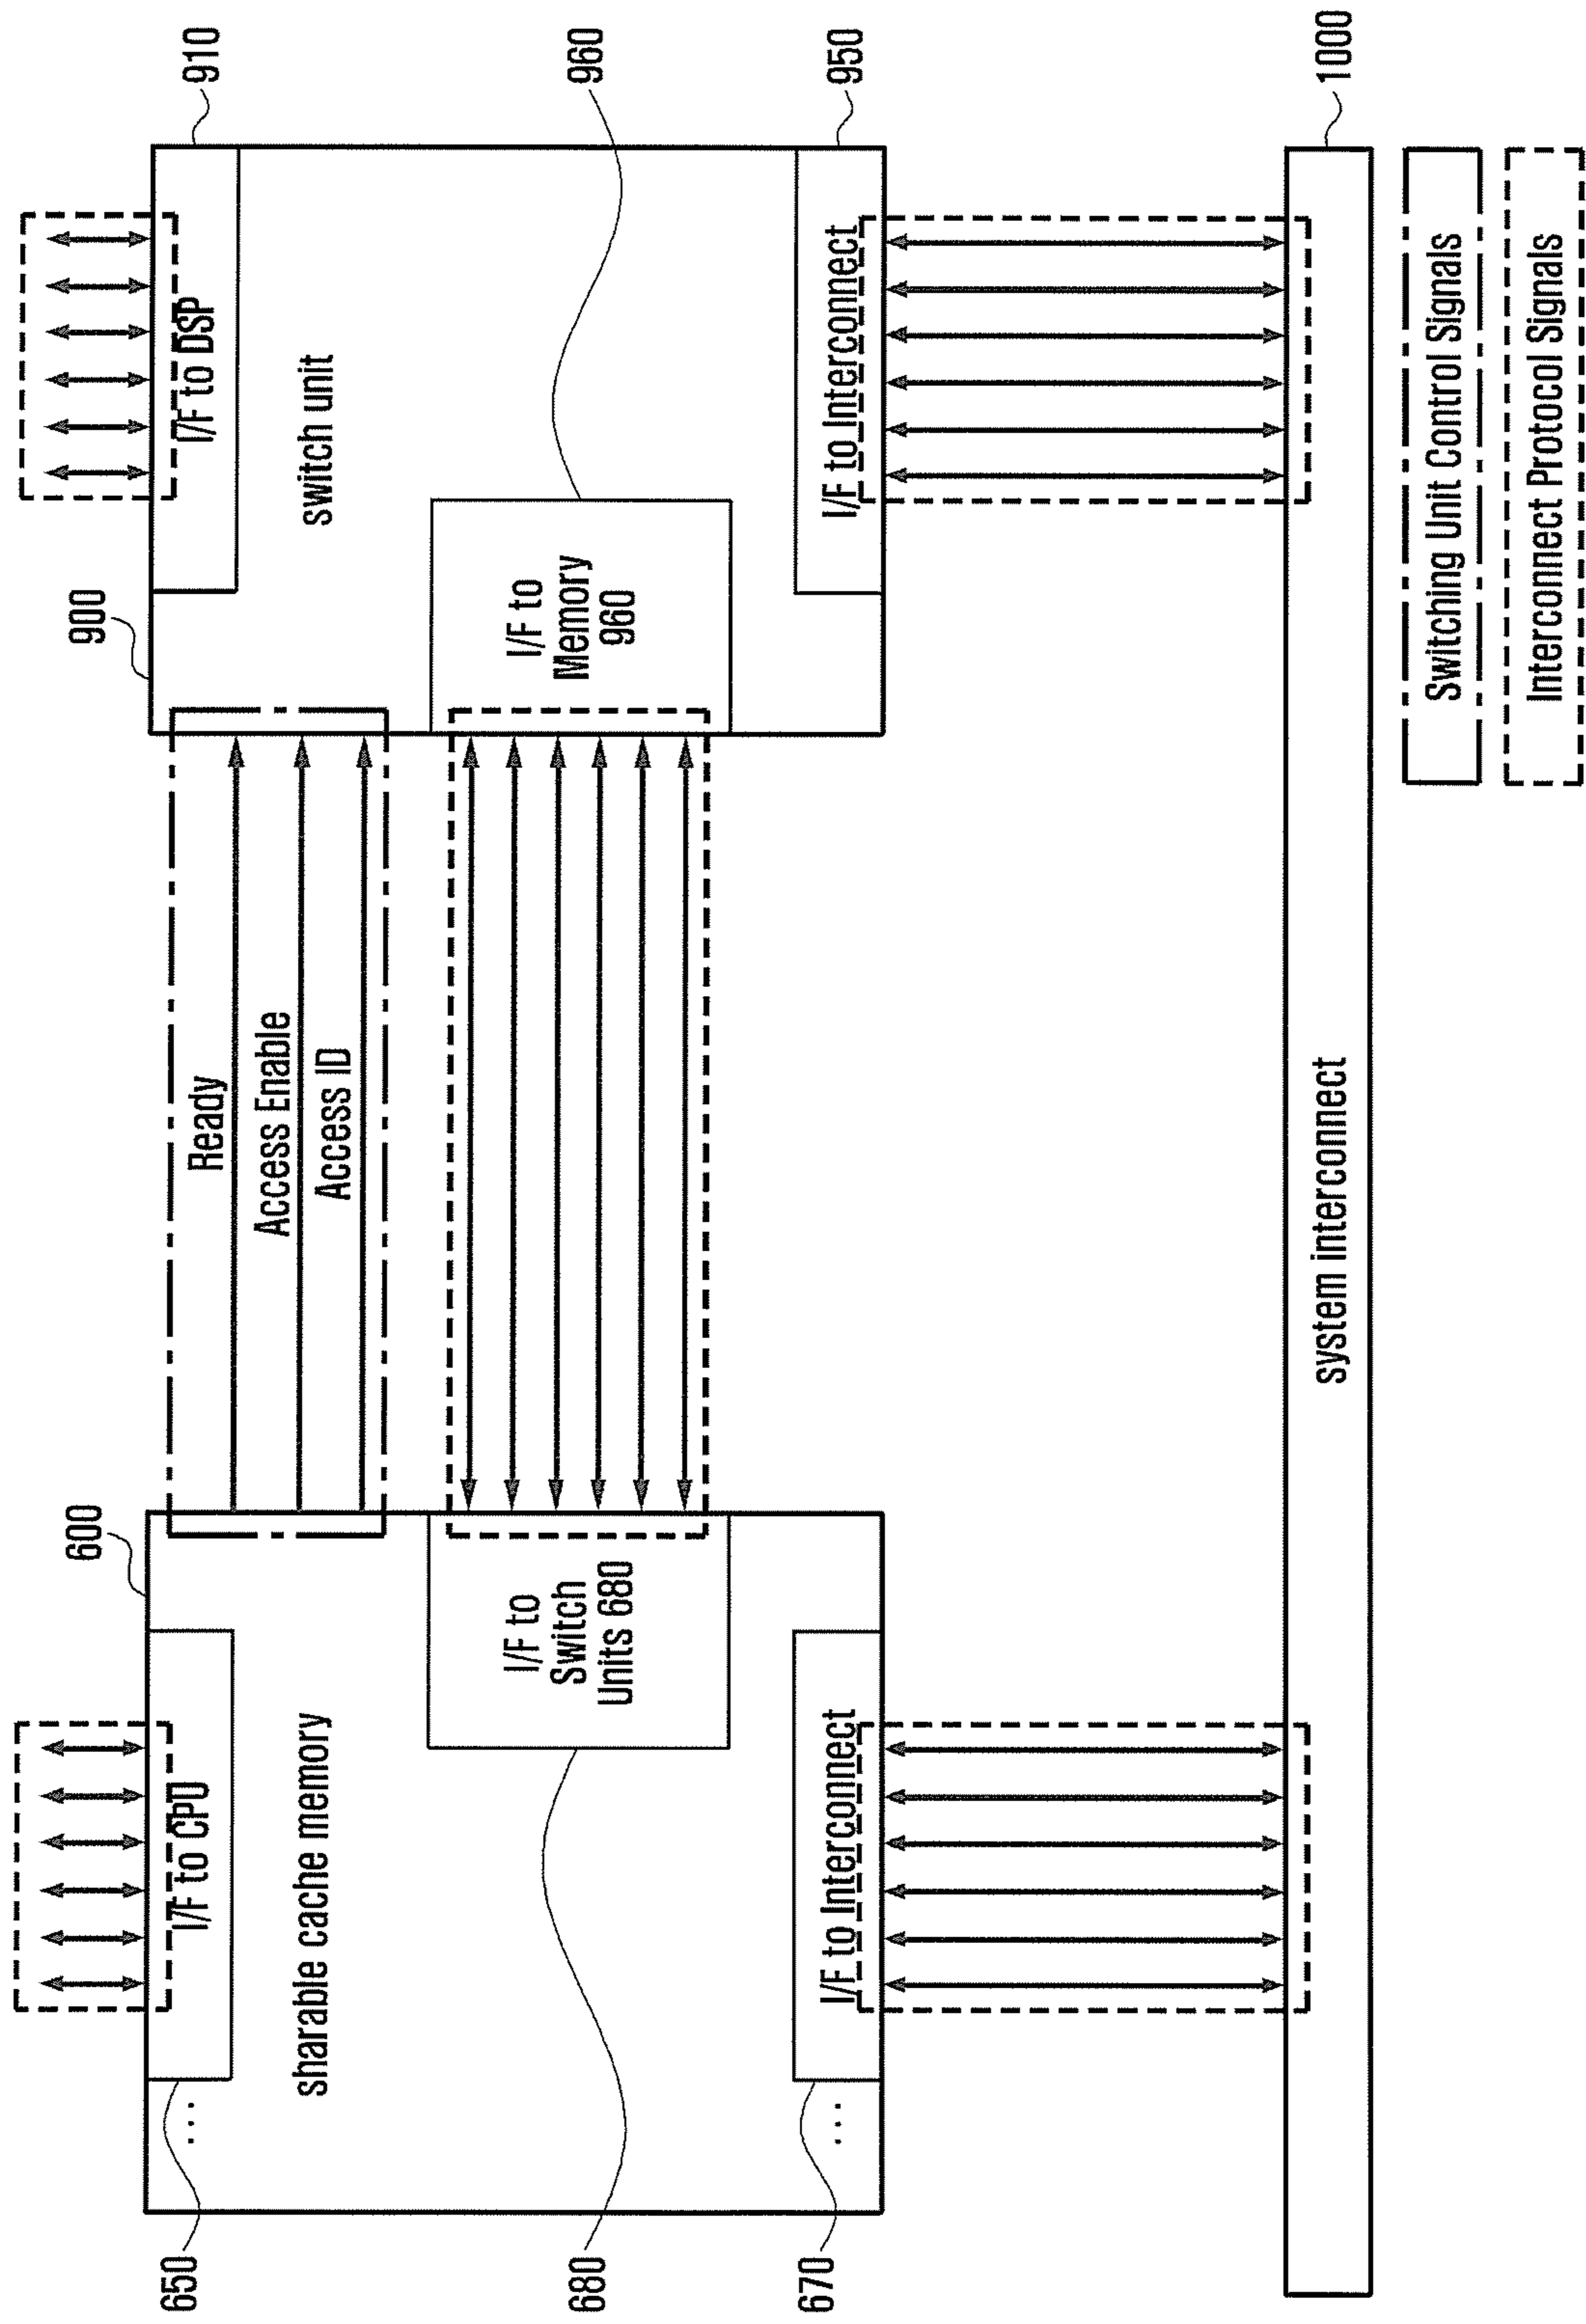 650
680
670
600
900
910
960
950
1000
I/F to CPU
...
sharable cache memory
I/F to
Switch
Units 680
I/F to Interconnect
...
Ready
Access Enable
Access ID
I/F to DSP
switch unit
I/F to
Memory
960
I/F to Interconnect
system interconnect
Switching Unit Control Signals
Interconnect Protocol Signals